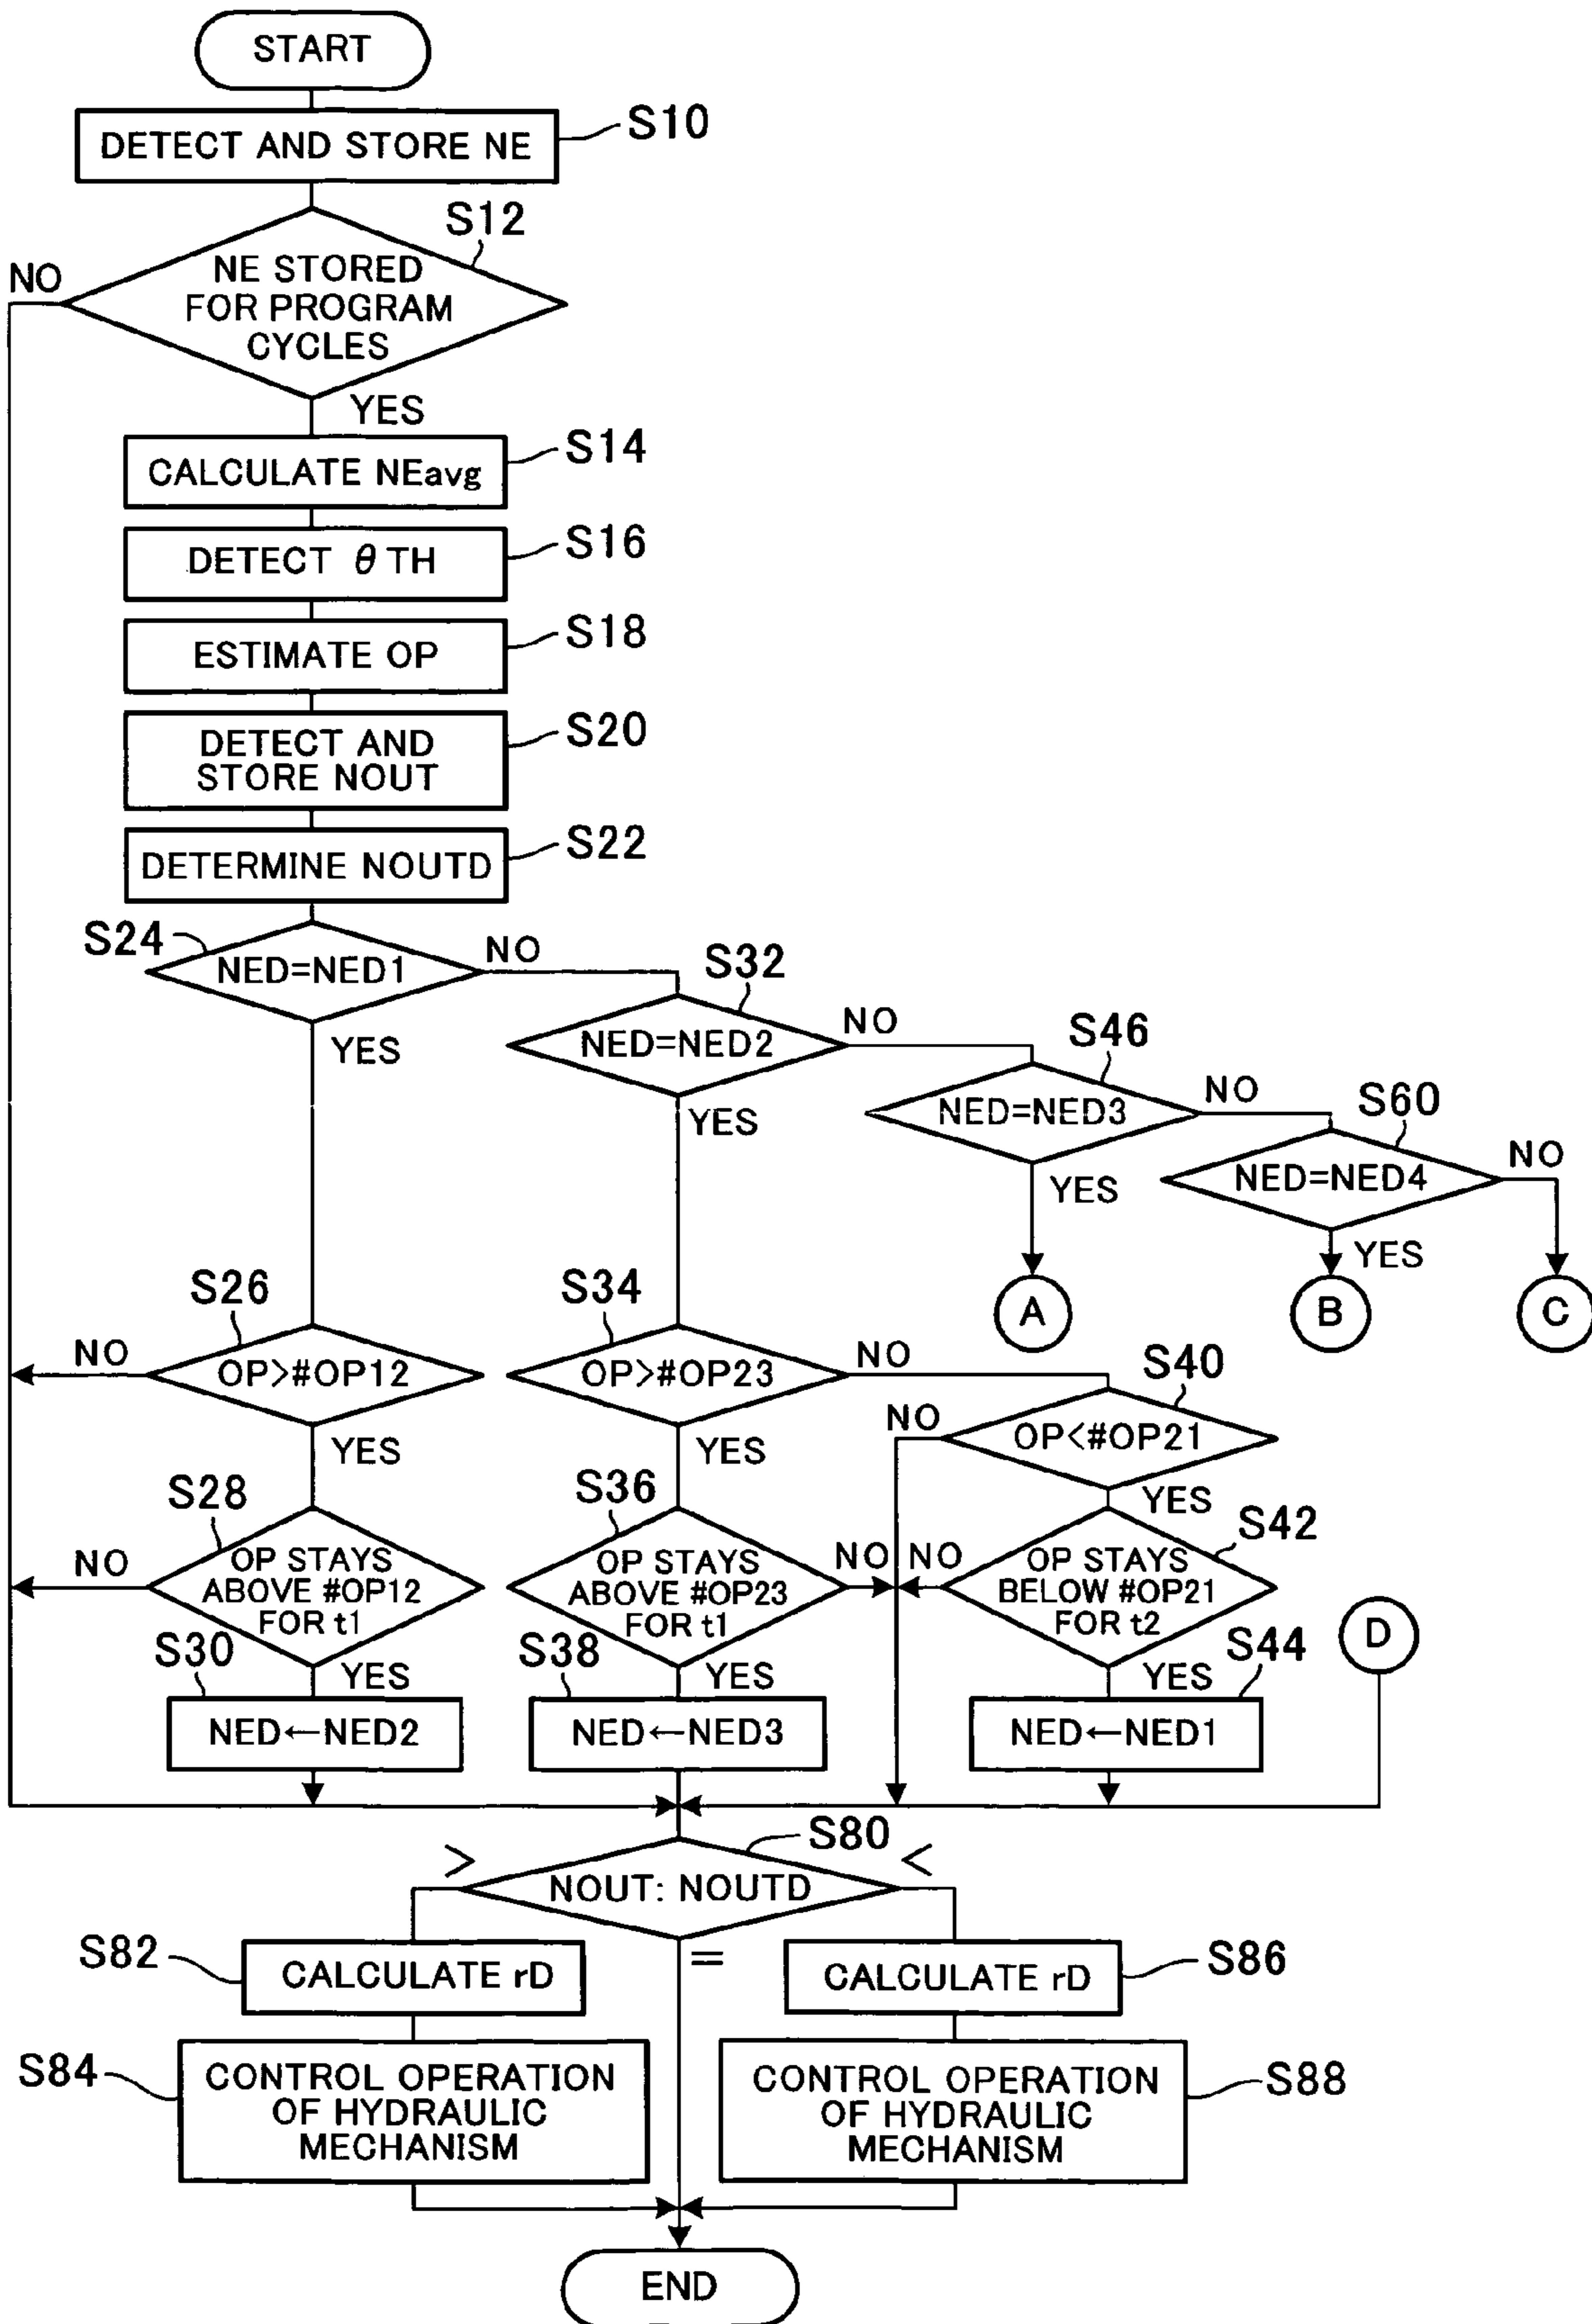 START
DETECT AND STORE NE
S10
S12
NO
NE STORED
FOR PROGRAM
CYCLES
YES
CALCULATE NEavg
S14
DETECT θTH
S16
ESTIMATE OP
S18
DETECT AND
STORE NOUT
S20
DETERMINE NOUTD
S22
S24
NED=NED1
NO
YES
S32
NED=NED2
NO
YES
S46
NED=NED3
NO
YES
S60
NED=NED4
NO
YES
A
B
C
S26
NO
OP>#OP12
YES
S34
OP>#OP23
NO
YES
S40
NO
OP<#OP21
YES
S28
NO
OP STAYS
ABOVE #OP12
FOR t1
YES
S36
OP STAYS
ABOVE #OP23
FOR t1
NO
YES
S42
NO
OP STAYS
BELOW #OP21
FOR t2
YES
D
S30
NED←NED2
S38
NED←NED3
S44
NED←NED1
S80
>
NOUT: NOUTD
<
=
S82
CALCULATE rD
CALCULATE rD
S86
S84
CONTROL OPERATION
OF HYDRAULIC
MECHANISM
CONTROL OPERATION
OF HYDRAULIC
MECHANISM
S88
END